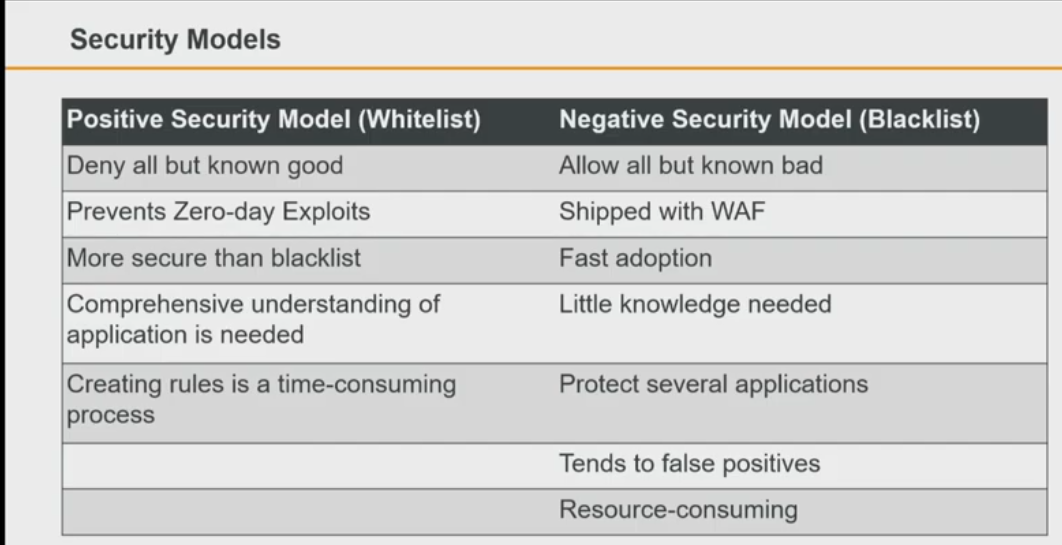 Security Models
Positive Security Model (Whitelist) Negative Security Model (Blacklist)
Deny all but known good Allow all but known bad
Prevents Zero-day Exploits Shipped with WAF
More secure than blacklist Fast adoption
Comprehensive understanding of Little knowledge needed
application is needed
Creating rules is a time-consuming Protect several applications
process
Tends to false positives
Resource-consuming